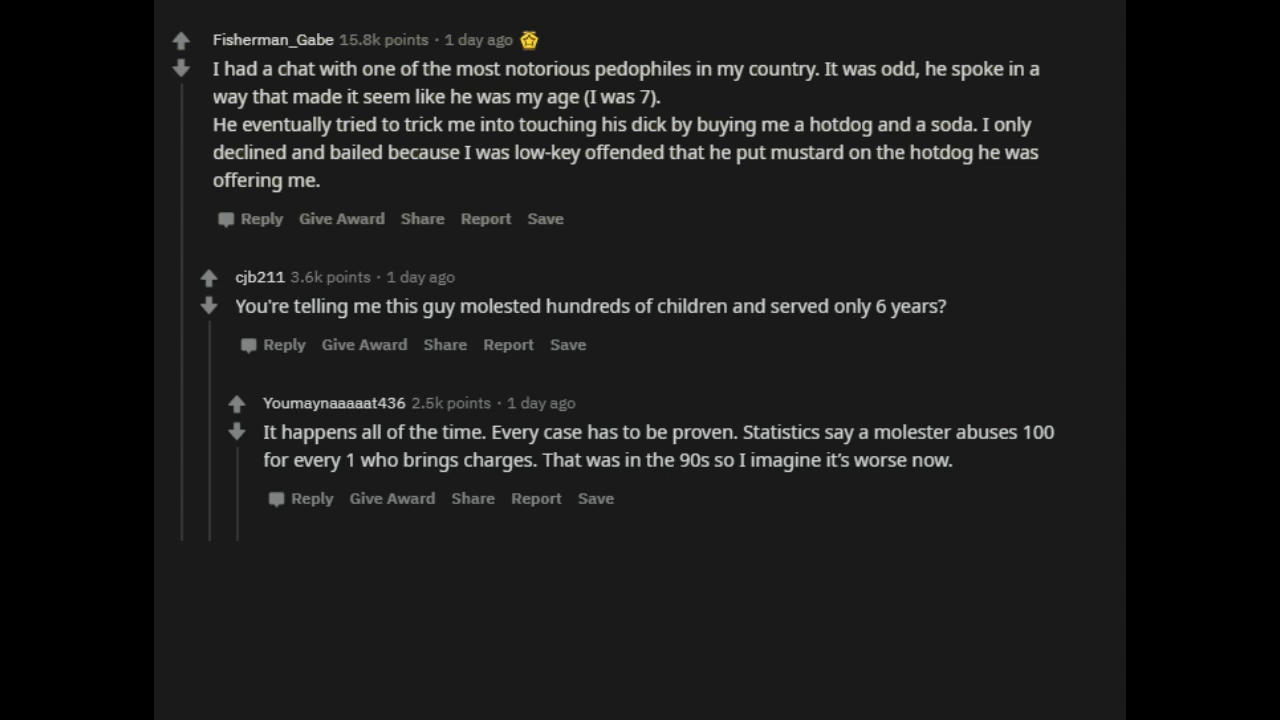 Fisherman_Gabe 15.8k points · 1 day ago
I had a chat with one of the most notorious pedophiles in my country. It was odd, he spoke in a
way that made it seem like he was my age (I was 7).
He eventually tried to trick me into touching his dick by buying me a hotdog and a soda. I only
declined and bailed because I was low-key offended that he put mustard on the hotdog he was
offering me.
Reply Give Award Share Report Save
cjb211 3.6k points · 1 day ago
You're telling me this guy molested hundreds of children and served only 6 years?
Reply Give Award Share Report Save
Youmaynaaaaat436 2.5k points · 1 day ago
It happens all of the time. Every case has to be proven. Statistics say a molester abuses 100
for every 1 who brings charges. That was in the 90s so I imagine it’s worse now.
Reply Give Award Share Report Save